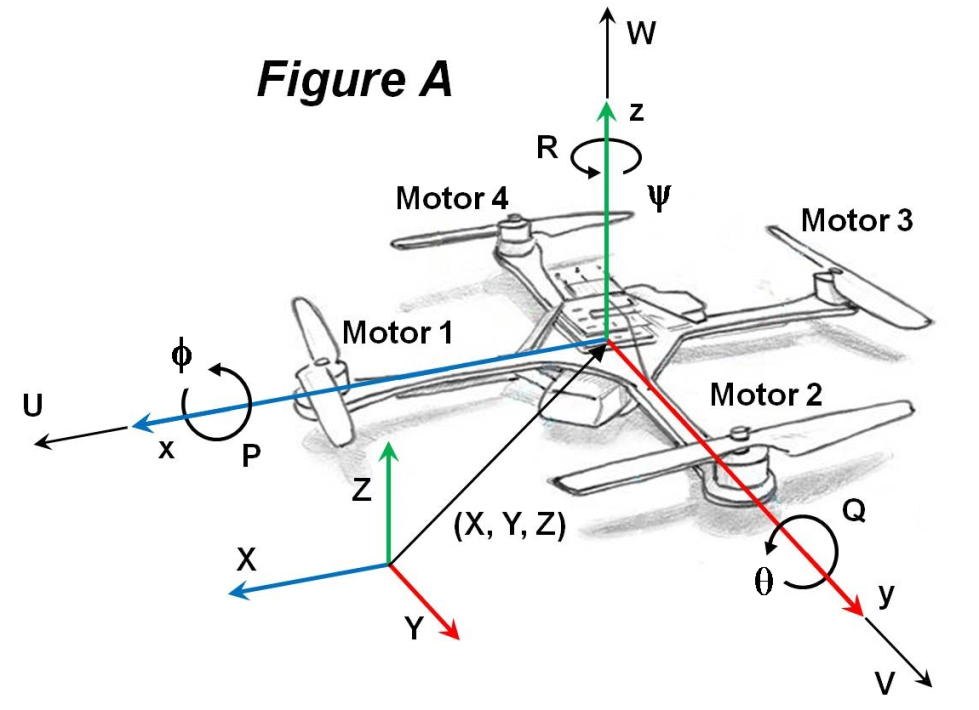 Figure A
W
z
R
ψ
Motor 4
Motor 3
Motor 1
ϕ
Motor 2
U
x
P
Z
Q
(X, Y, Z)
X
θ
y
Y
V